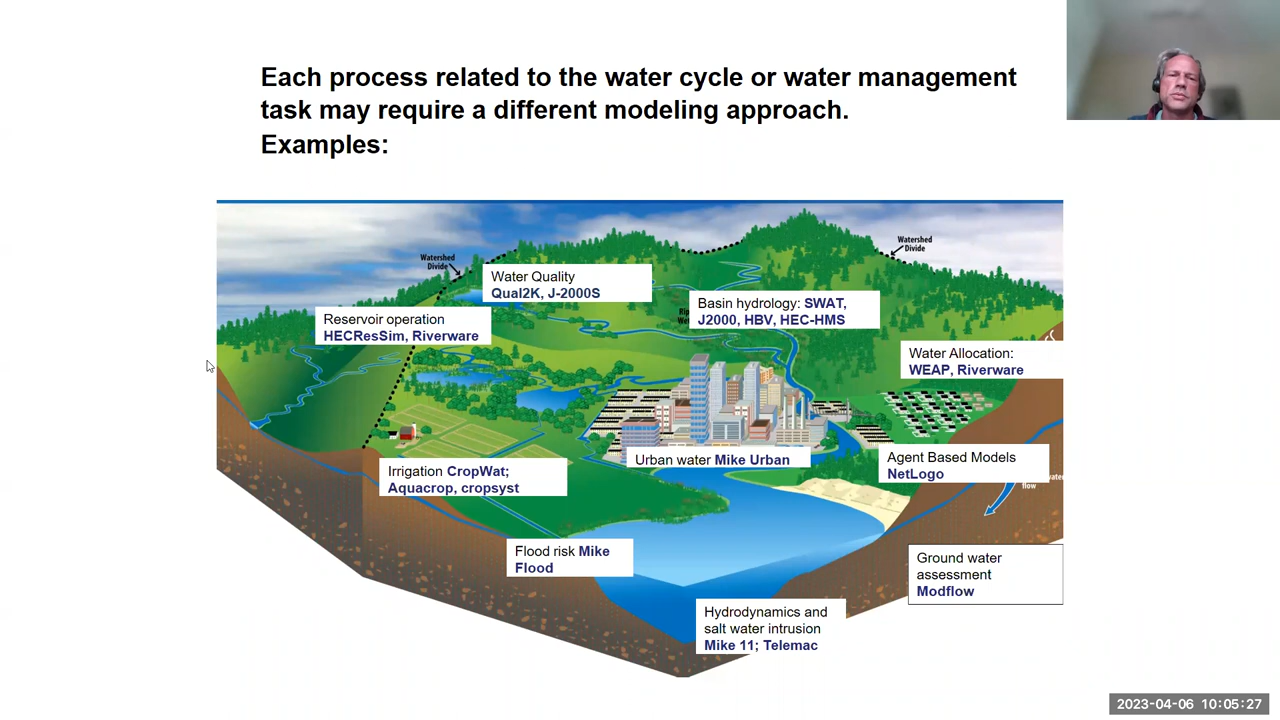 Each process related to the water cycle or water management
task may require a different modeling approach.
Examples:
Watershed
Divide
Watershed
Divide
Water Quality
Qual2K, J-2000S
Basin hydrology: SWAT,
J2000, HBV, HEC-HMS
Reservoir operation
HECResSim, Riverware
Water Allocation:
WEAP, Riverware
Urban water Mike Urban
Agent Based Models
NetLogo
Irrigation CropWat;
Aquacrop, cropsyst
flow
Flood risk Mike
Flood
Ground water
assessment
Modflow
Hydrodynamics and
salt water intrusion
Mike 11; Telemac
2023-04-06 10:05:27